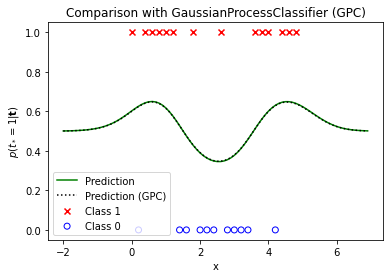 Comparison with GaussianProcessClassifier (GPC)
p(t* = 1|t)
1.0
0.8
0.6
0.4
0.2
0.0
Prediction
Prediction (GPC)
Class 1
Class 0
−2
0
2
4
6
x